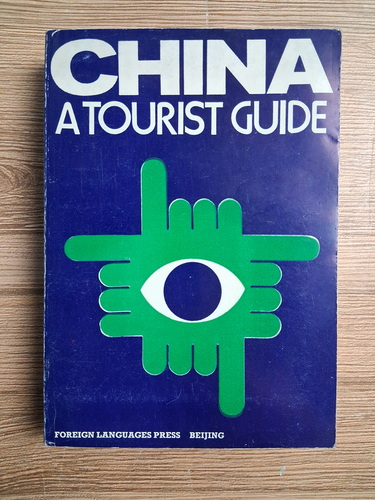 CHINA
A TOURIST GUIDE
FOREIGN LANGUAGES PRESS BEIJING